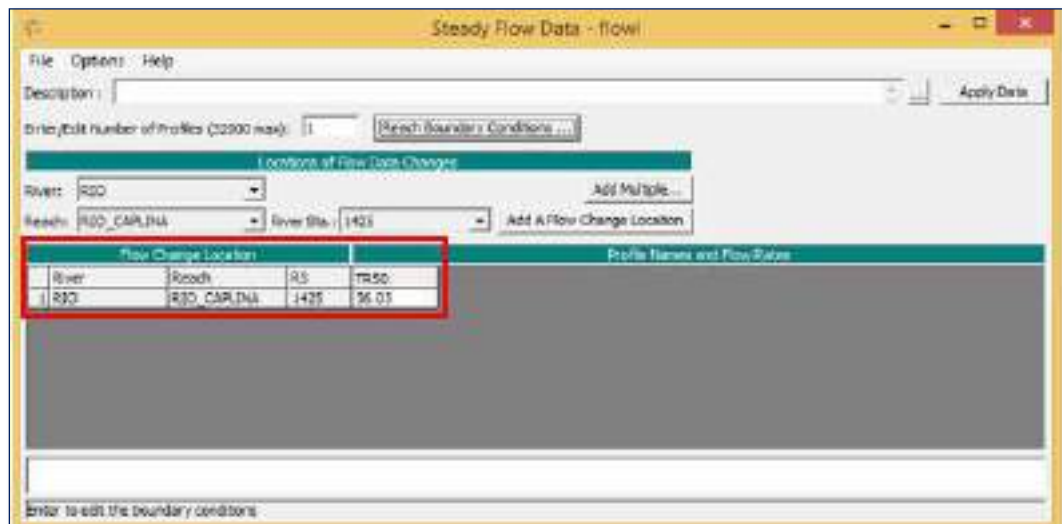 Steady Flow Data - flowl
File Options Help
Description : ... Apply Data
Enter/Edit Number of Profiles (32000 max): 1 Reach Boundary Conditions ...
Locations of Flow Data Changes
River: RIO Add Multiple...
Reach: RIO_CAPLINA River Sta.: 1425 Add A Flow Change Location
Flow Change Location Profile Names and Flow Rates
River Reach RS TR50
1 RIO RIO_CAPLINA 1425
Enter to edit the boundary conditions